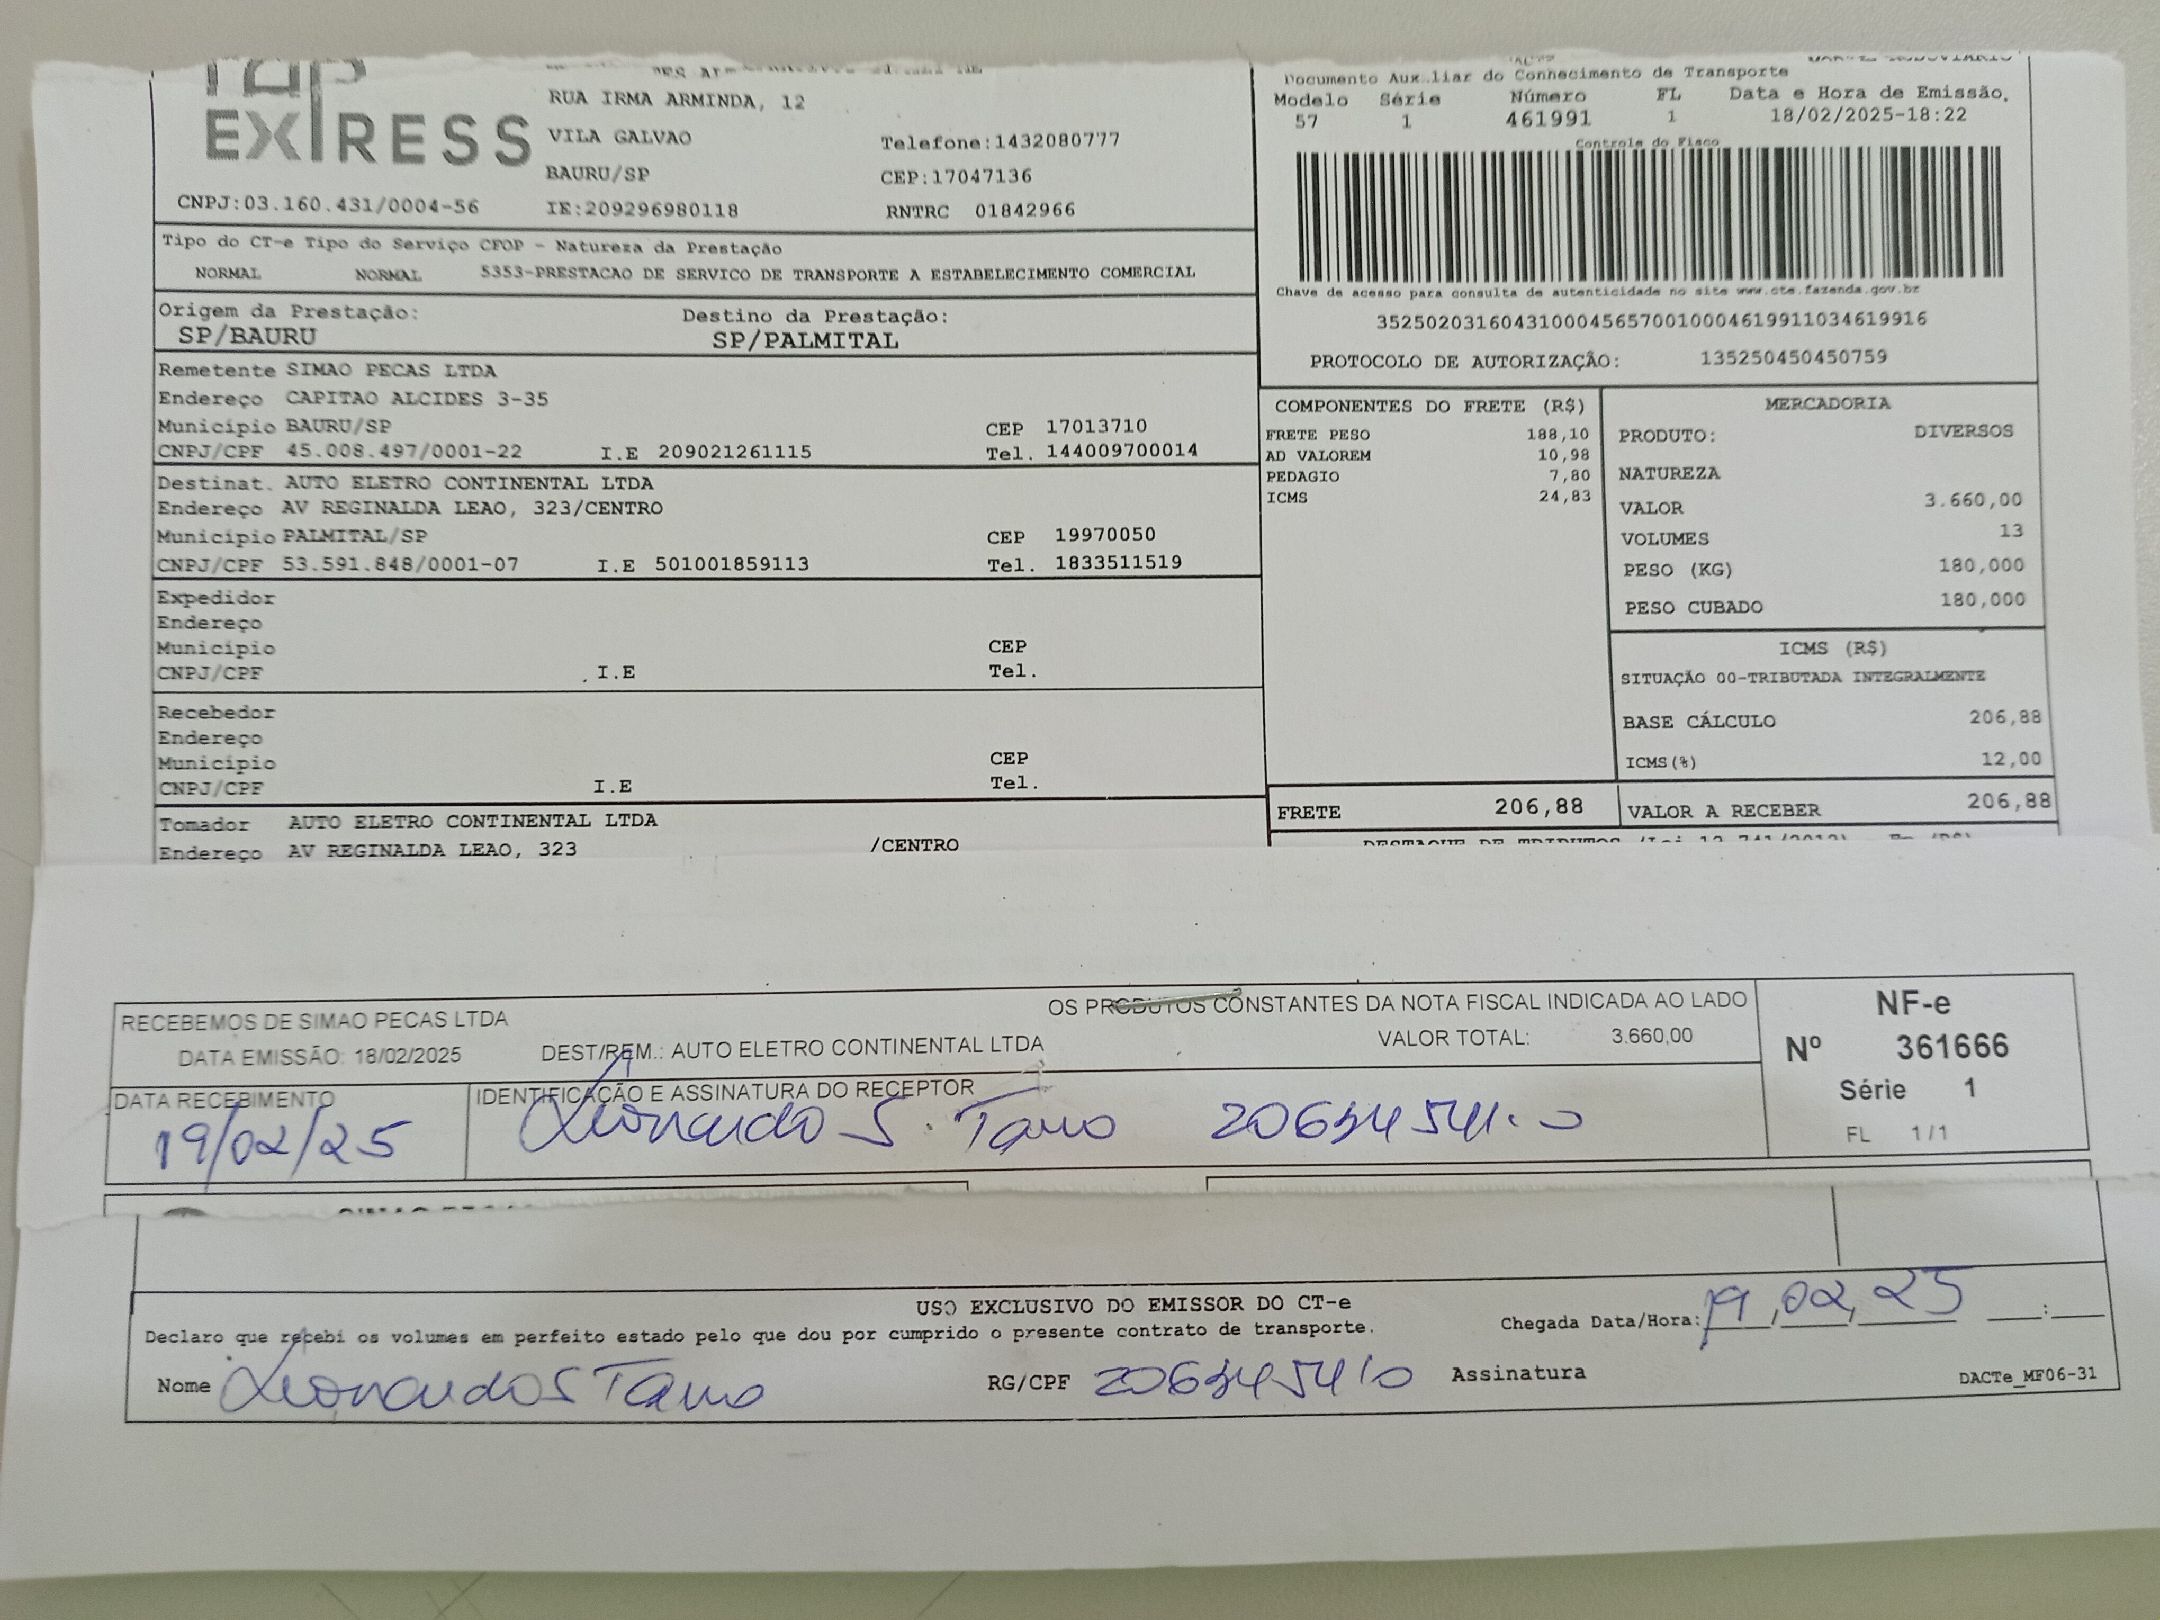 TOP
EXPRESS
RUA IRMA ARMINDA, 12
VILA GALVAO Telefone:1432080777
BAURU/SP CEP:17047136
CNPJ:03.160.431/0004-56 IE:209296980118 RNTRC 01842966
Documento Auxiliar do Conhecimento de Transporte
Modelo Série Número FL Data e Hora de Emissão.
57 1 461991 1 18/02/2025-18:22
Controle do Fisco
Chave de acesso para consulta de autenticidade no site www.cte.fazenda.gov.br
35250203160431000456570010004619911034619916
PROTOCOLO DE AUTORIZAÇÃO: 135250450450759
Tipo do CT-e Tipo do Serviço CFOP - Natureza da Prestação
NORMAL NORMAL 5353-PRESTACAO DE SERVICO DE TRANSPORTE A ESTABELECIMENTO COMERCIAL
Origem da Prestação: Destino da Prestação:
SP/BAURU SP/PALMITAL
Remetente SIMAO PECAS LTDA
Endereço CAPITAO ALCIDES 3-35
Município BAURU/SP CEP 17013710
CNPJ/CPF 45.008.497/0001-22 I.E 209021261115 Tel. 144009700014
Destinat. AUTO ELETRO CONTINENTAL LTDA
Endereço AV REGINALDA LEAO, 323/CENTRO
Município PALMITAL/SP CEP 19970050
CNPJ/CPF 53.591.848/0001-07 I.E 501001859113 Tel. 1833511519
Expedidor
Endereço
Município CEP
CNPJ/CPF I.E Tel.
Recebedor
Endereço
Município CEP
CNPJ/CPF I.E Tel.
Tomador AUTO ELETRO CONTINENTAL LTDA
Endereço AV REGINALDA LEAO, 323 /CENTRO
COMPONENTES DO FRETE (R$)
FRETE PESO 188,10
AD VALOREM 10,98
PEDAGIO 7,80
ICMS 24,83
MERCADORIA
PRODUTO: DIVERSOS
NATUREZA
VALOR 3.660,00
VOLUMES 13
PESO (KG) 180,000
PESO CUBADO 180,000
ICMS (R$)
SITUAÇÃO 00-TRIBUTADA INTEGRALMENTE
BASE CÁLCULO 206,88
ICMS(%) 12,00
FRETE 206,88 VALOR A RECEBER 206,88
RECEBEMOS DE SIMAO PECAS LTDA OS PRODUTOS CONSTANTES DA NOTA FISCAL INDICADA AO LADO
DATA EMISSÃO: 18/02/2025 DEST/REM.: AUTO ELETRO CONTINENTAL LTDA VALOR TOTAL: 3.660,00
NF-e
Nº 361666
Série 1
FL 1/1
DATA RECEBIMENTO IDENTIFICAÇÃO E ASSINATURA DO RECEPTOR
19/02/25 Leonardo S.
USO EXCLUSIVO DO EMISSOR DO CT-e
Declaro que recebi os volumes em perfeito estado pelo que dou por cumprido o presente contrato de transporte. Chegada Data/Hora: 19,02,25 :
Nome Leonardo S RG/CPF Assinatura DACTe_MF06-31